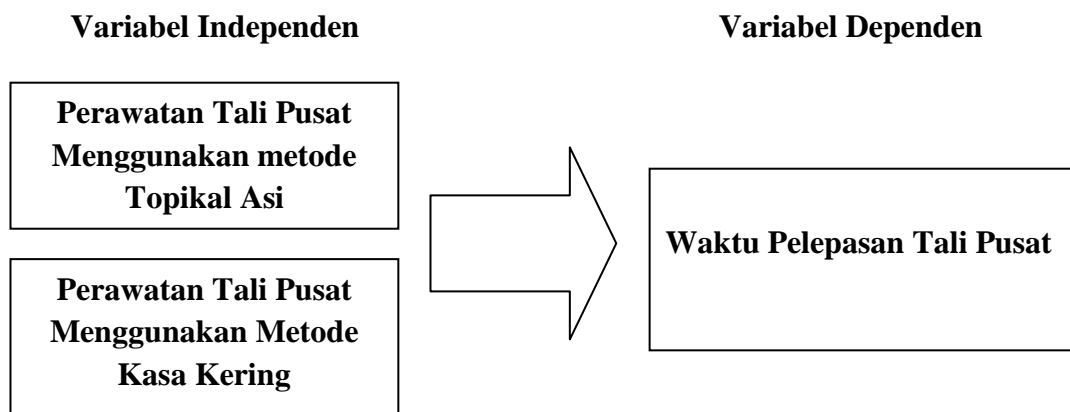 Variabel Independen
Variabel Dependen
Perawatan Tali Pusat
Menggunakan metode
Topikal Asi
Perawatan Tali Pusat
Menggunakan Metode
Kasa Kering
Waktu Pelepasan Tali Pusat